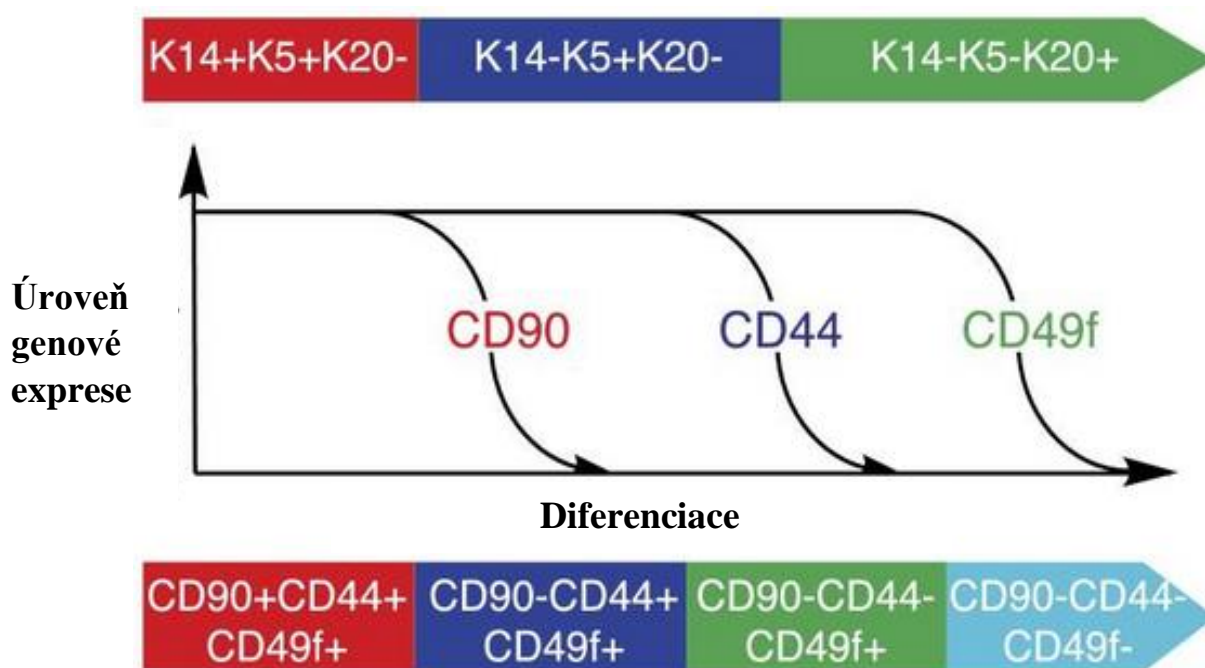 K14+K5+K20- K14-K5+K20- K14-K5-K20+
Úroveň
genové
exprese
CD90 CD44 CD49f
Diferenciace
CD90+CD44+
CD49f+
CD90-CD44+
CD49f+
CD90-CD44-
CD49f+
CD90-CD44-
CD49f-